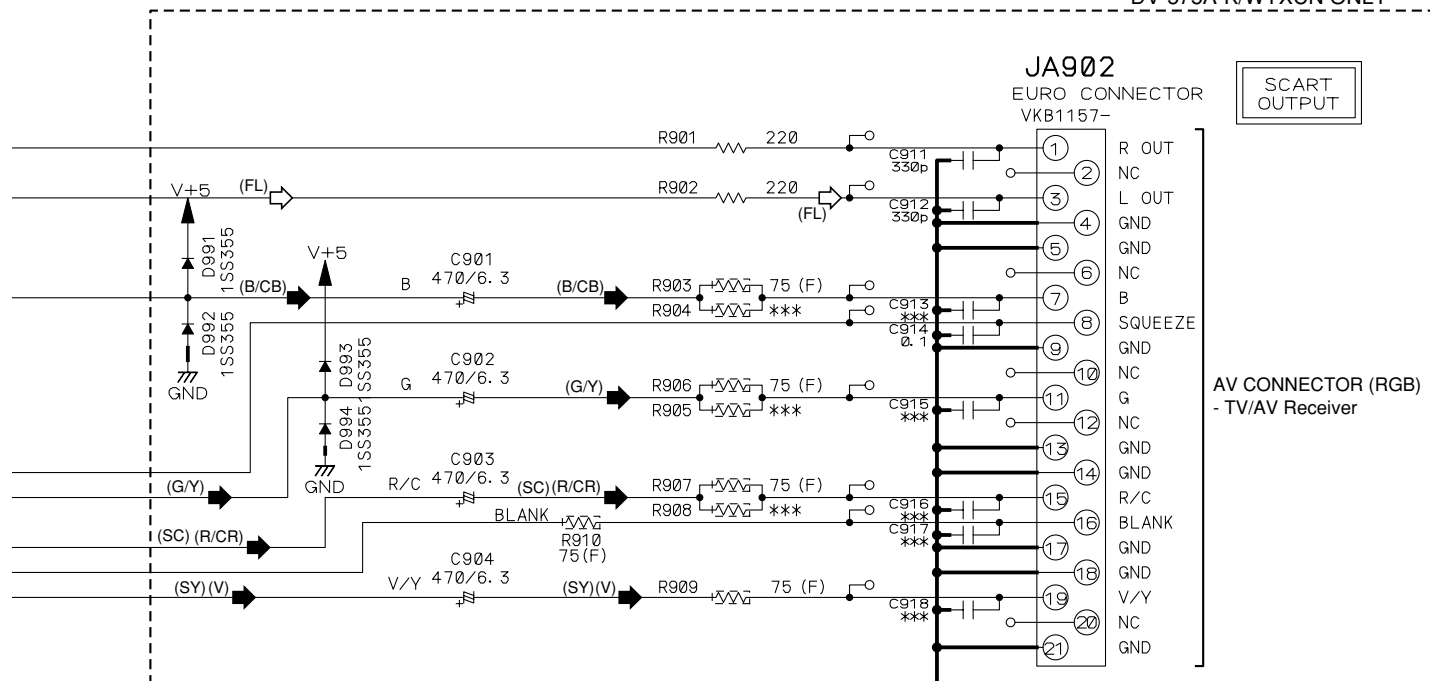 JA902
EURO CONNECTOR
VKB1157-
SCART
OUTPUT
R901 220
C911
330p
1 R OUT
2 NC
V+5
(FL)
R902 220
(FL)
C912
330p
3 L OUT
4 GND
5 GND
6 NC
D991
1SS355
V+5
C901
470/6.3
(B/CB)
B
(B/CB)
R903 75 (F)
R904 ***
C913
***
7 B
C914
0.1
8 SQUEEZE
9 GND
10 NC
D992
1SS355
GND
D993
1SS355
C902
470/6.3
G
(G/Y)
R906 75 (F)
R905 ***
C915
***
11 G
12 NC
13 GND
14 GND
AV CONNECTOR (RGB)
- TV/AV Receiver
D994
1SS355
GND
(G/Y)
C903
470/6.3
R/C
(SC) (R/CR)
R907 75 (F)
R908 ***
C916
***
15 R/C
BLANK
R910
75(F)
C917
***
16 BLANK
(SC) (R/CR)
17 GND
18 GND
C904
470/6.3
(SY)(V)
V/Y
(SY)(V)
R909 75 (F)
C918
***
19 V/Y
20 NC
21 GND